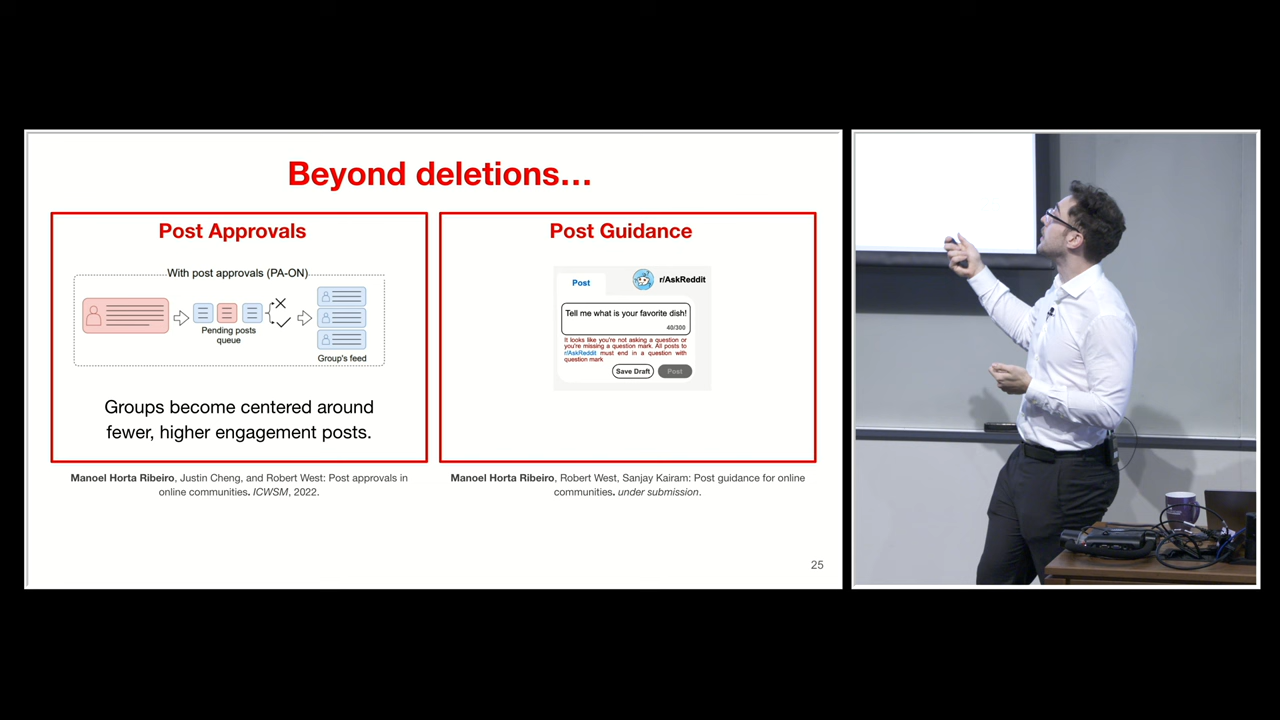 Beyond deletions…
Post Approvals
With post approvals (PA-ON)
Pending posts
queue
Group's feed
Groups become centered around
fewer, higher engagement posts.
Manoel Horta Ribeiro, Justin Cheng, and Robert West: Post approvals in
online communities. ICWSM, 2022.
Post Guidance
Post
r/AskReddit
Tell me what is your favorite dish!
40/300
It looks like you're not asking a question or
you're missing a question mark. All posts to
r/AskReddit must end in a question with
question mark
Save Draft
Post
Manoel Horta Ribeiro, Robert West, Sanjay Kairam: Post guidance for online
communities. under submission.
25